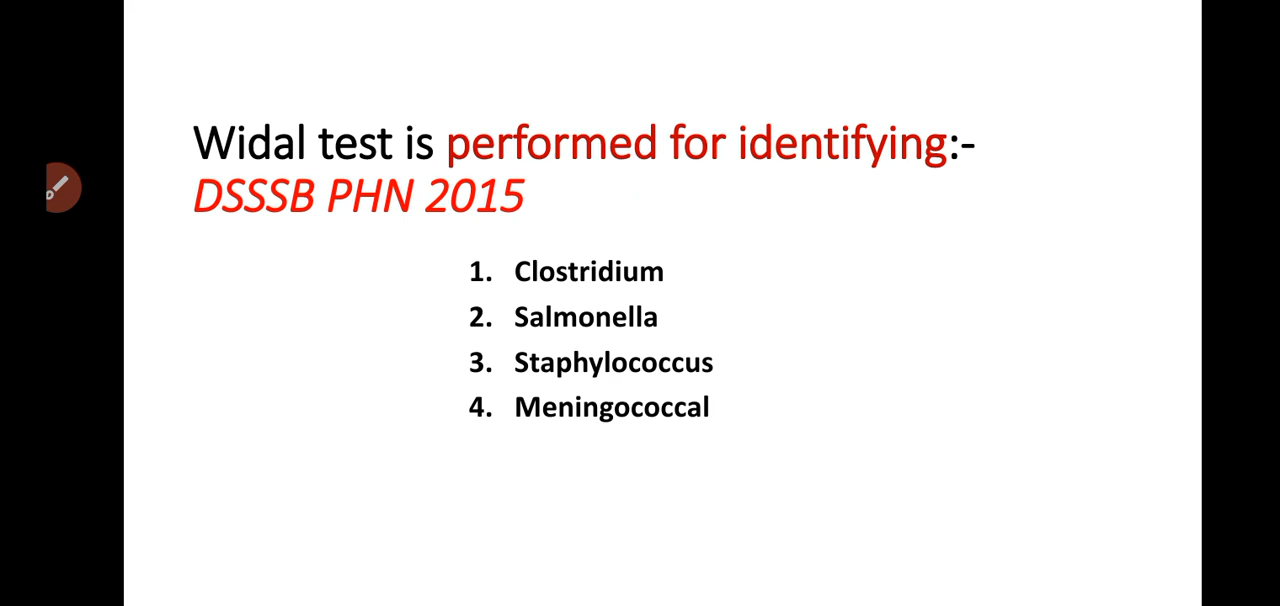 Widal test is performed for identifying:-
DSSSB PHN 2015
1. Clostridium
2. Salmonella
3. Staphylococcus
4. Meningococcal